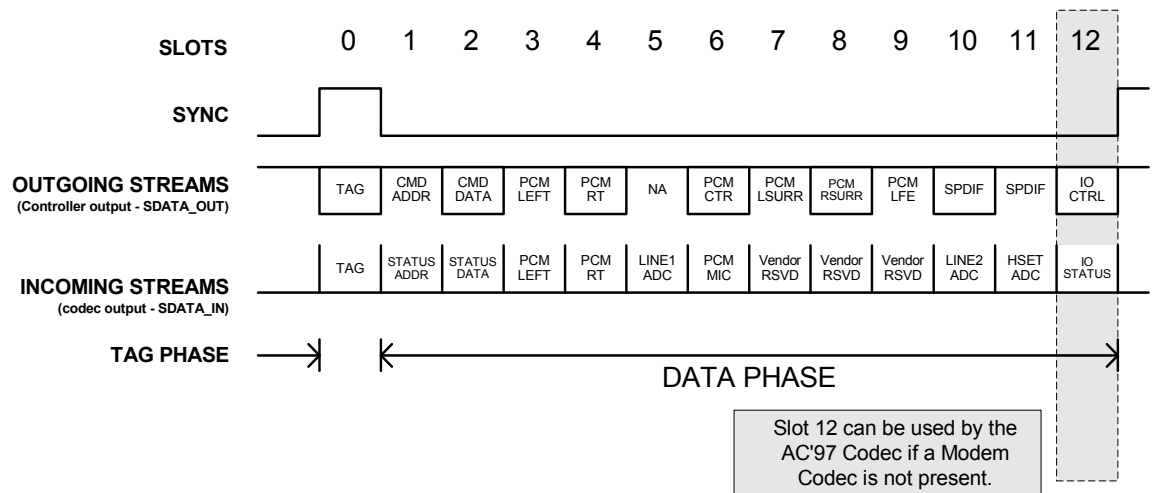 SLOTS 0 1 2 3 4 5 6 7 8 9 10 11 12
SYNC
OUTGOING STREAMS
(Controller output - SDATA_OUT)
TAG
CMD
ADDR
CMD
DATA
PCM
LEFT
PCM
RT
NA
PCM
CTR
PCM
LSURR
PCM
RSURR
PCM
LFE
SPDIF
SPDIF
IO
CTRL
INCOMING STREAMS
(codec output - SDATA_IN)
TAG
STATUS
ADDR
STATUS
DATA
PCM
LEFT
PCM
RT
LINE1
ADC
PCM
MIC
Vendor
RSVD
Vendor
RSVD
Vendor
RSVD
LINE2
ADC
HSET
ADC
IO
STATUS
TAG PHASE
DATA PHASE
Slot 12 can be used by the
AC'97 Codec if a Modem
Codec is not present.